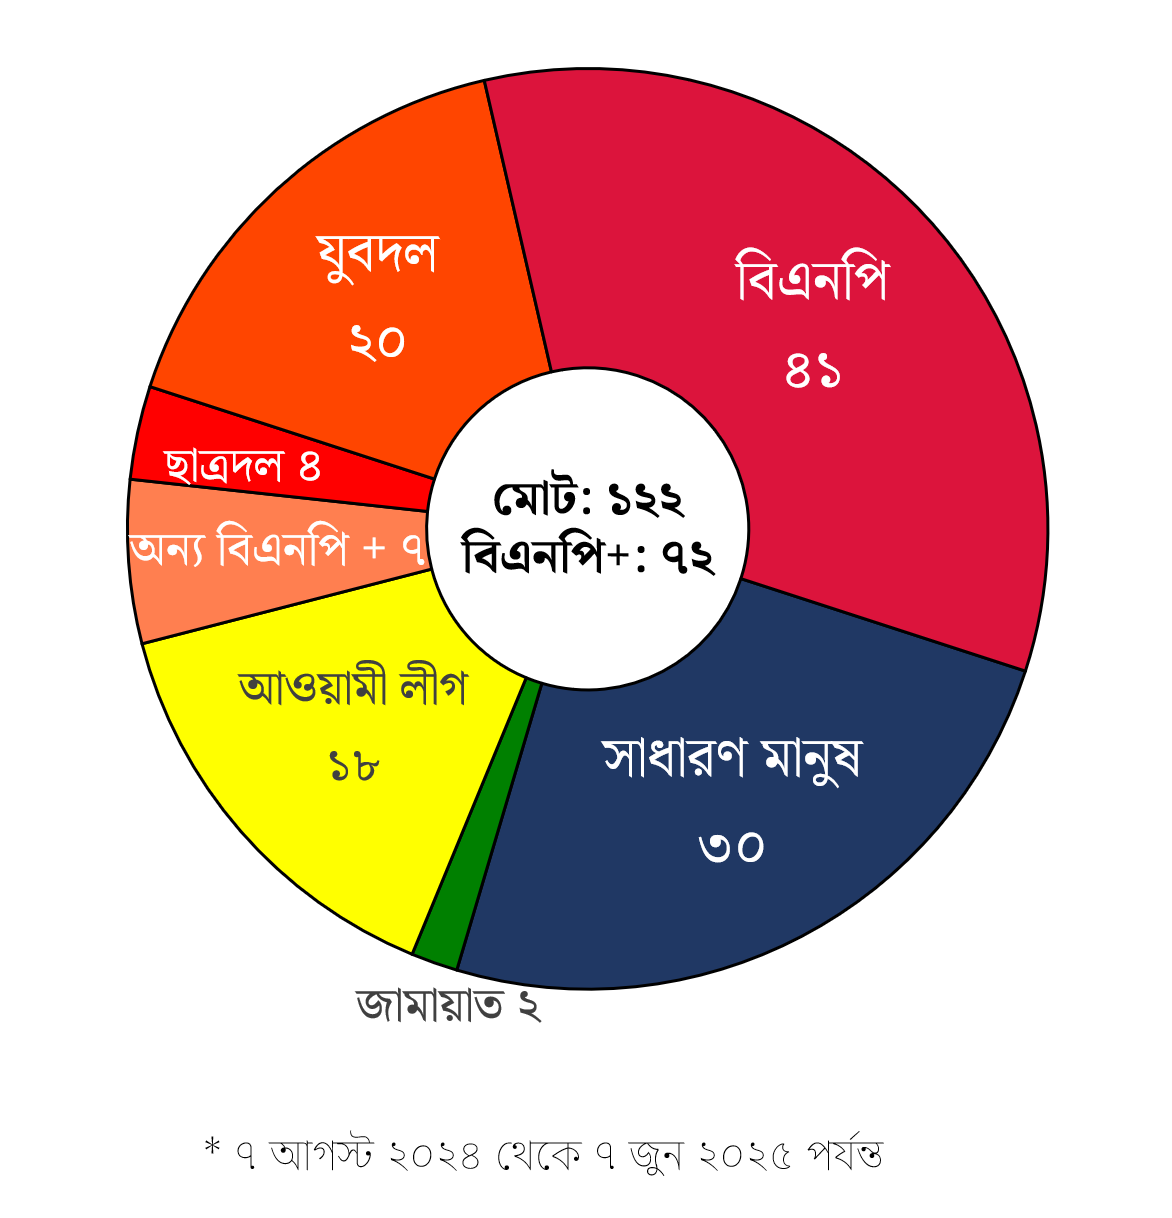 যুবদল
২০
বিএনপি
৪১
ছাত্রদল ৪
অন্য বিএনপি + ৭
মোট: ১২২
বিএনপি+: ৭২
আওয়ামী লীগ
১৮
সাধারণ মানুষ
৩০
জামায়াত ২
* ৭ আগস্ট ২০২৪ থেকে ৭ জুন ২০২৫ পর্যন্ত